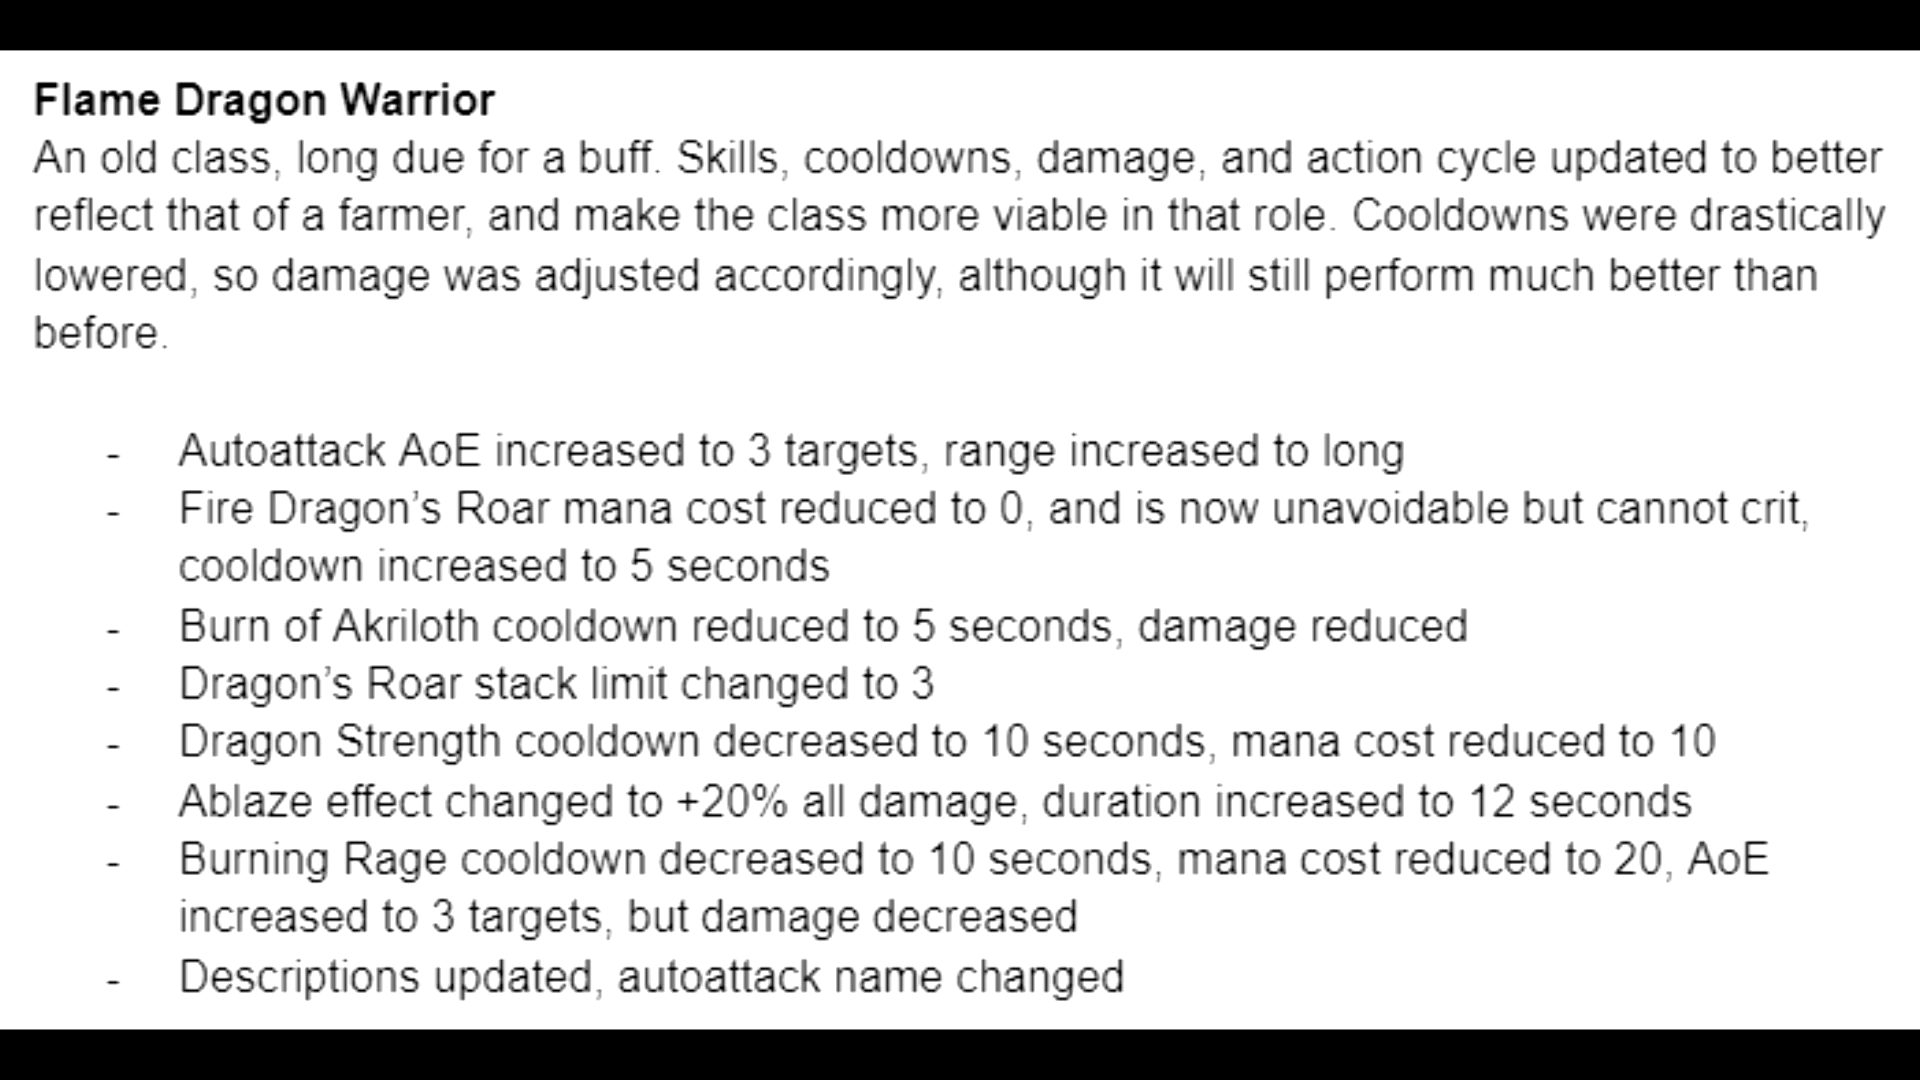 Flame Dragon Warrior
An old class, long due for a buff. Skills, cooldowns, damage, and action cycle updated to better
reflect that of a farmer, and make the class more viable in that role. Cooldowns were drastically
lowered, so damage was adjusted accordingly, although it will still perform much better than
before.
- Autoattack AoE increased to 3 targets, range increased to long
- Fire Dragon’s Roar mana cost reduced to 0, and is now unavoidable but cannot crit,
cooldown increased to 5 seconds
- Burn of Akriloth cooldown reduced to 5 seconds, damage reduced
- Dragon’s Roar stack limit changed to 3
- Dragon Strength cooldown decreased to 10 seconds, mana cost reduced to 10
- Ablaze effect changed to +20% all damage, duration increased to 12 seconds
- Burning Rage cooldown decreased to 10 seconds, mana cost reduced to 20, AoE
increased to 3 targets, but damage decreased
- Descriptions updated, autoattack name changed